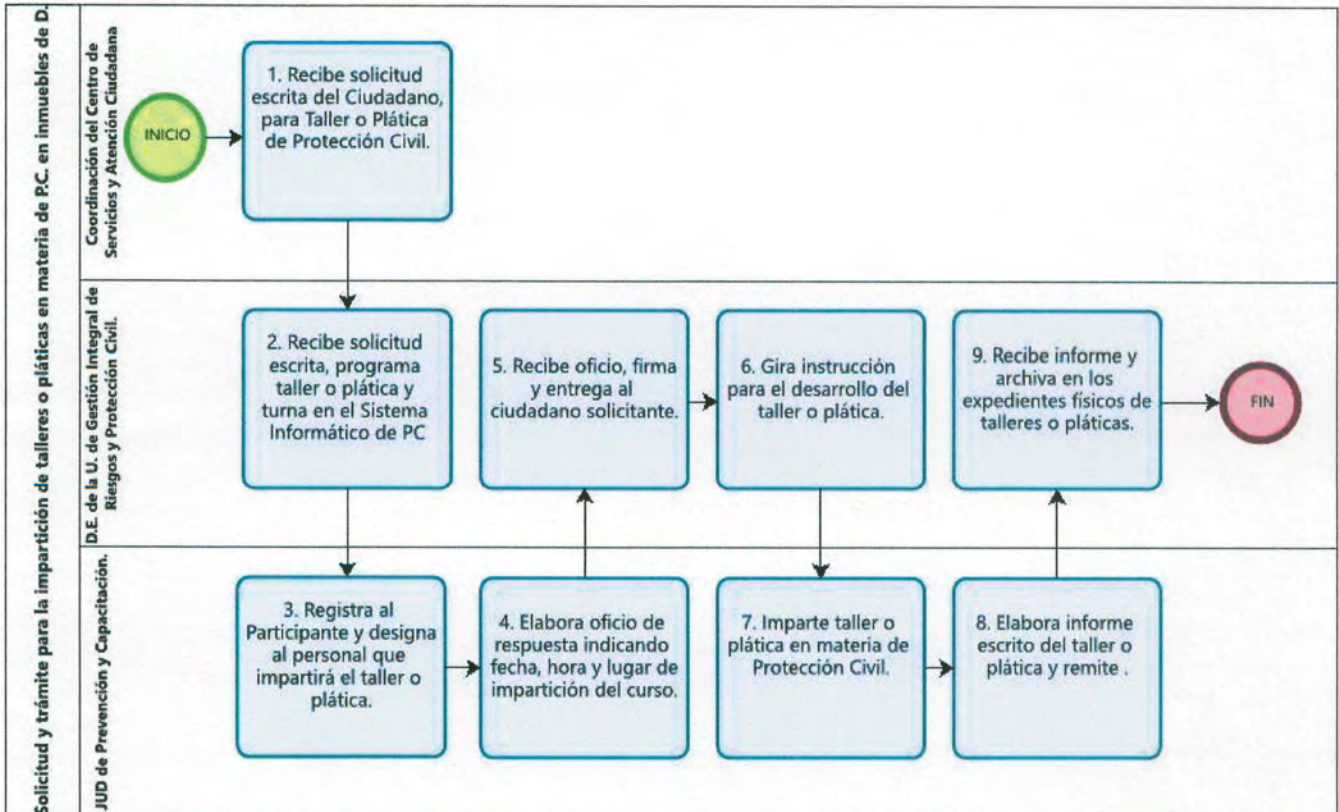 Solicitud y trámite para la impartición de talleres o pláticas en materia de P.C. en inmuebles de D.
Coordinación del Centro de
Servicios y Atención Ciudadana
INICIO
1. Recibe solicitud
escrita del Ciudadano,
para Taller o Plática
de Protección Civil.
D.E. de la U. de Gestión Integral de
Riesgos y Protección Civil.
2. Recibe solicitud
escrita, programa
taller o plática y
turna en el Sistema
Informático de PC
5. Recibe oficio, firma
y entrega al
ciudadano solicitante.
6. Gira instrucción
para el desarrollo del
taller o plática.
9. Recibe informe y
archiva en los
expedientes físicos de
talleres o pláticas.
FIN
JUD de Prevención y Capacitación.
3. Registra al
Participante y designa
al personal que
impartirá el taller o
plática.
4. Elabora oficio de
respuesta indicando
fecha, hora y lugar de
impartición del curso.
7. Imparte taller o
plática en materia de
Protección Civil.
8. Elabora informe
escrito del taller o
plática y remite .